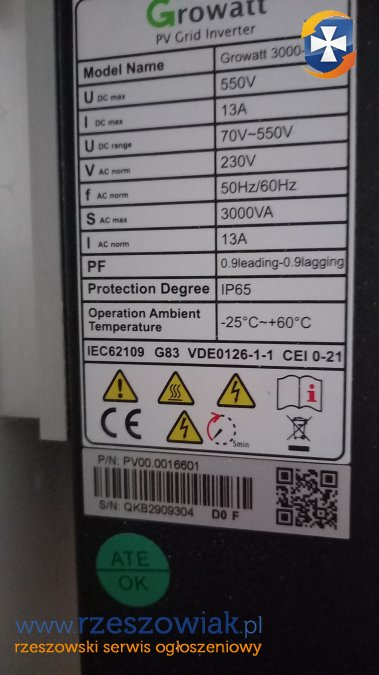 Growatt
PV Grid Inverter
Model Name Growatt 3000-
U DC max 550V
I DC max 13A
U DC range 70V~550V
V AC norm 230V
f AC norm 50Hz/60Hz
S AC max 3000VA
I AC norm 13A
PF 0.9leading-0.9lagging
Protection Degree IP65
Operation Ambient
Temperature -25°C~+60°C
IEC62109 G83 VDE0126-1-1 CEI 0-21
CE 5min
P/N: PV00.0016601
S/N: QKB2909304 D0 F
ATE
OK
www.rzeszowiak.pl
rzeszowski serwis ogłoszeniowy